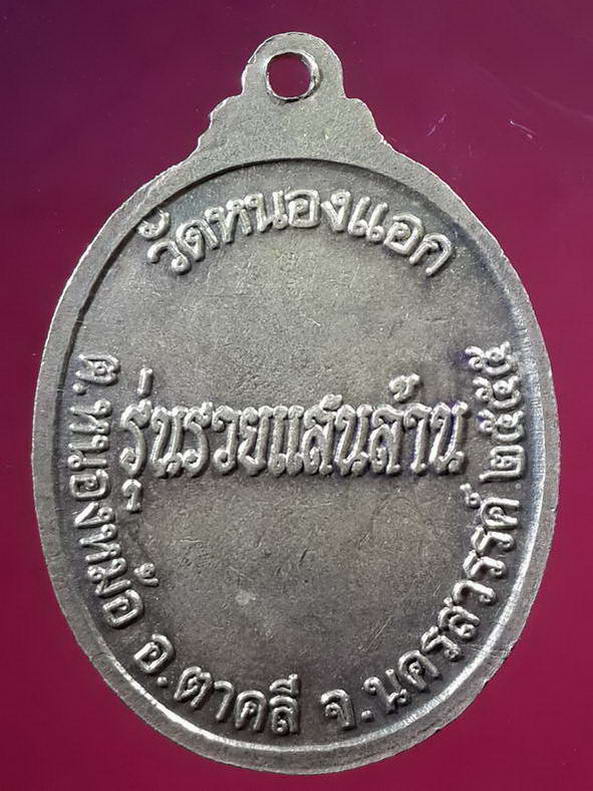 วัดหนองแอก
รุ่นรวยแสนล้าน
ต.หนองหม้อ อ.ตาคลี จ.นครสวรรค์ ๒๕๕๕